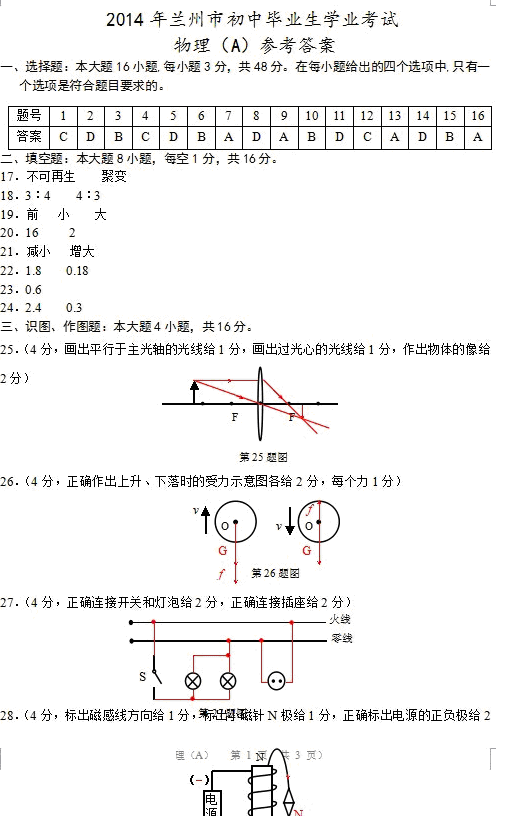 2014年兰州市初中毕业生学业考试
物理（A）参考答案
一、选择题：本大题16小题,每小题3分，共48分。在每小题给出的四个选项中,只有一
个选项是符合题目要求的。
题号 1 2 3 4 5 6 7 8 9 10 11 12 13 14 15 16
答案 C D B C D B A D A B D C A D B A
二、填空题：本大题8小题，每空1分，共16分。
17．不可再生 聚变
18．3∶4 4∶3
19．前 小 大
20．16 2
21．减小 增大
22．1.8 0.18
23．0.6
24．2.4 0.3
三、识图、作图题：本大题4小题，共16分。
25.（4分，画出平行于主光轴的光线给1分，画出过光心的光线给1分，作出物体的像给
2分）
F F
第25题图
26.（4分，正确作出上升、下落时的受力示意图各给2分，每个力1分）
v O G f v f O G
第26题图
27.（4分，正确连接开关和灯泡给2分，正确连接插座给2分）
火线
零线
S
28.（4分，标出磁感线方向给1分，标出小磁针N极给1分，正确标出电源的正负极给2
理（A） 第 1 页 共 3 页）
N
(−)
电
源
N